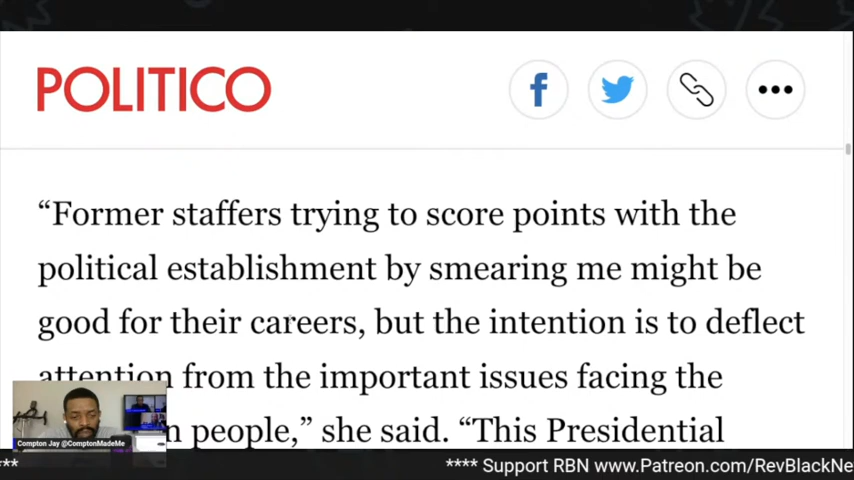 POLITICO
“Former staffers trying to score points with the
political establishment by smearing me might be
good for their careers, but the intention is to deflect
attention from the important issues facing the
n people,” she said. “This Presidential
Compton Jay @ComptonMadeMe
*** **** Support RBN www.Patreon.com/RevBlackNe